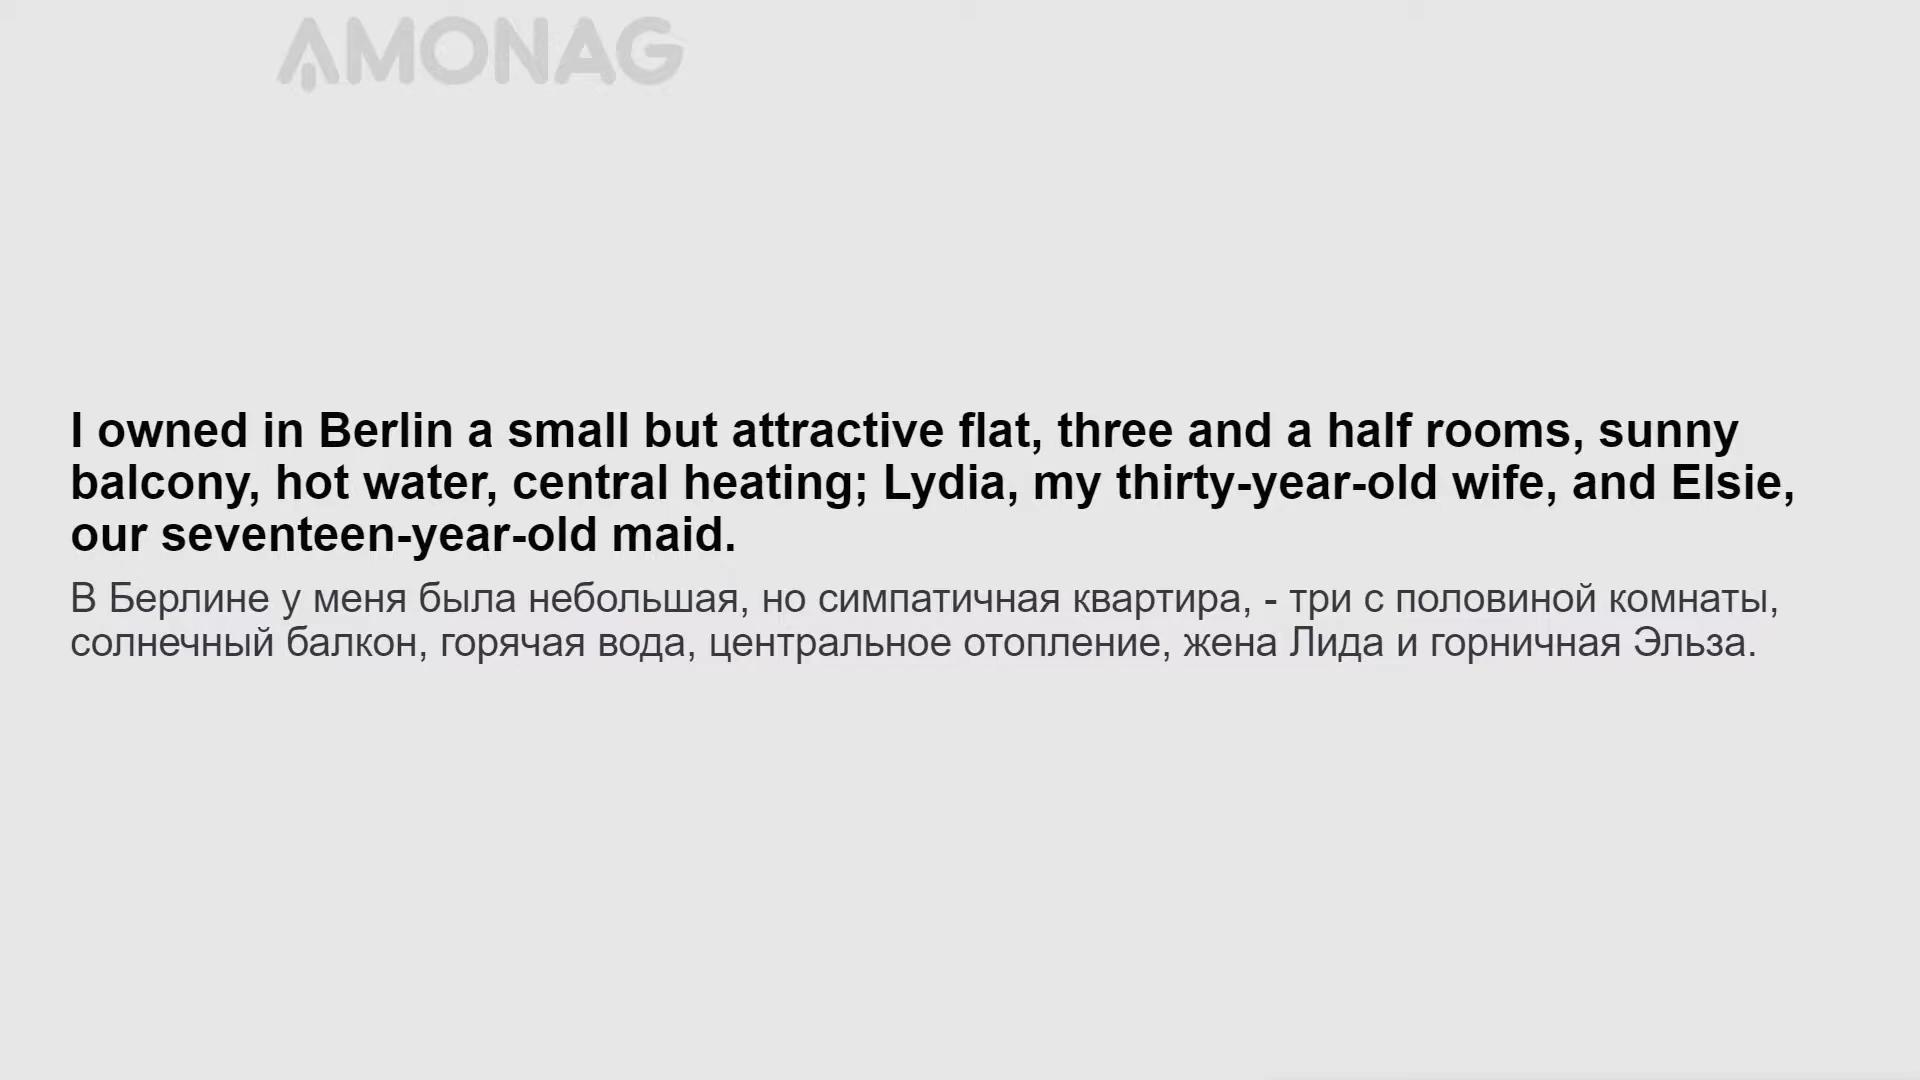 AMONAG
I owned in Berlin a small but attractive flat, three and a half rooms, sunny
balcony, hot water, central heating; Lydia, my thirty-year-old wife, and Elsie,
our seventeen-year-old maid.
В Берлине у меня была небольшая, но симпатичная квартира, - три с половиной комнаты,
солнечный балкон, горячая вода, центральное отопление, жена Лида и горничная Эльза.